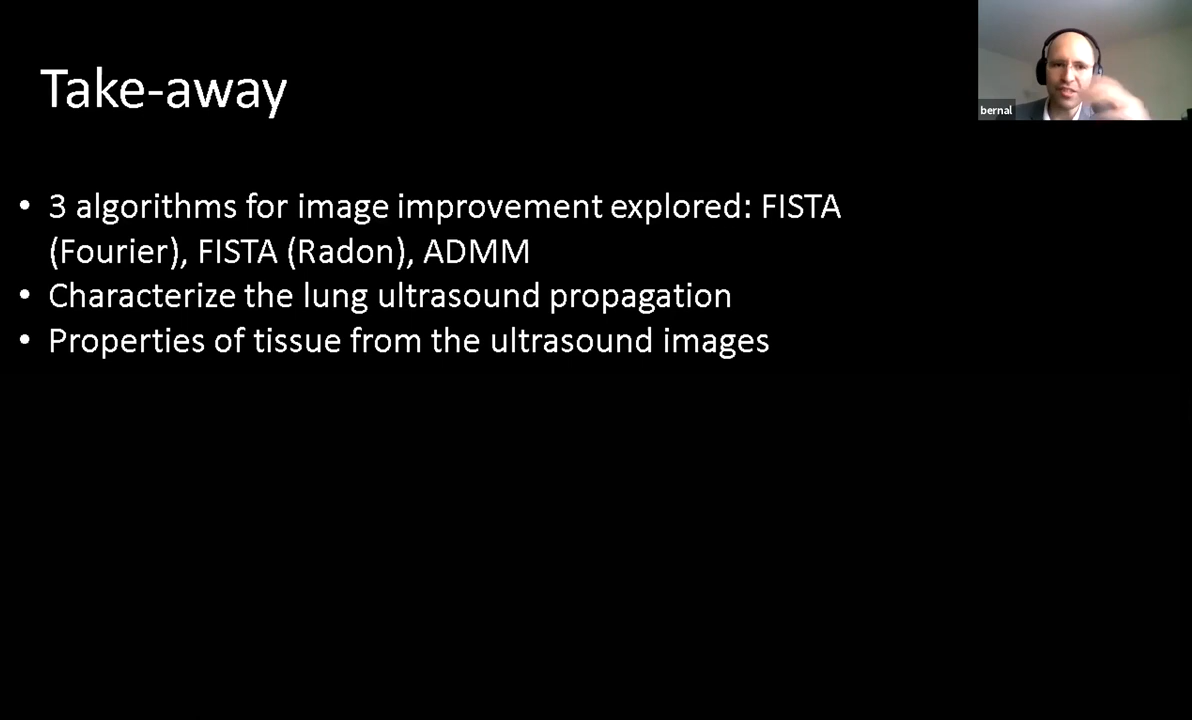 Take-away
bernal
• 3 algorithms for image improvement explored: FISTA
(Fourier), FISTA (Radon), ADMM
• Characterize the lung ultrasound propagation
• Properties of tissue from the ultrasound images